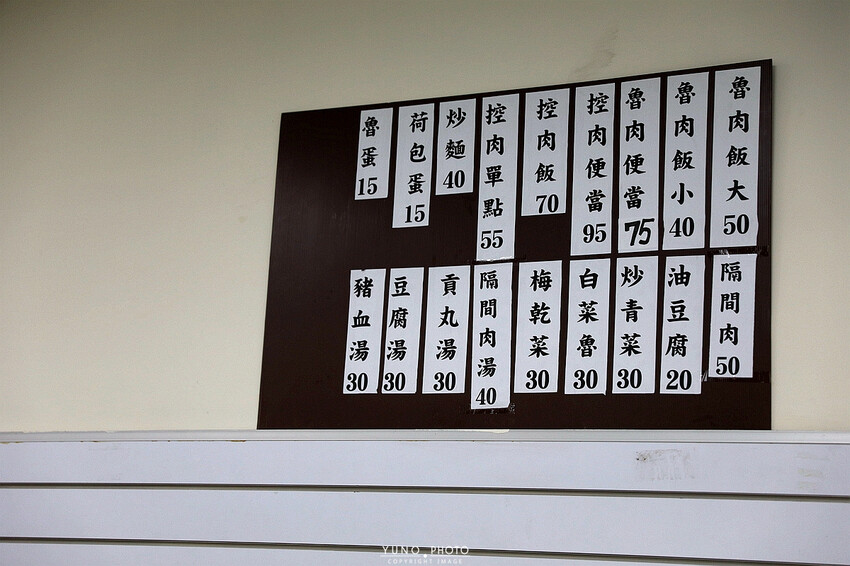 魯肉飯大50
魯肉飯小40
魯肉便當75
控肉便當95
控肉飯70
控肉單點55
炒麵40
荷包蛋15
魯蛋15
隔間肉50
油豆腐20
炒青菜30
白菜魯30
梅乾菜30
隔間肉湯40
貢丸湯30
豆腐湯30
豬血湯30
YUNO PHOTO
COPYRIGHT IMAGE